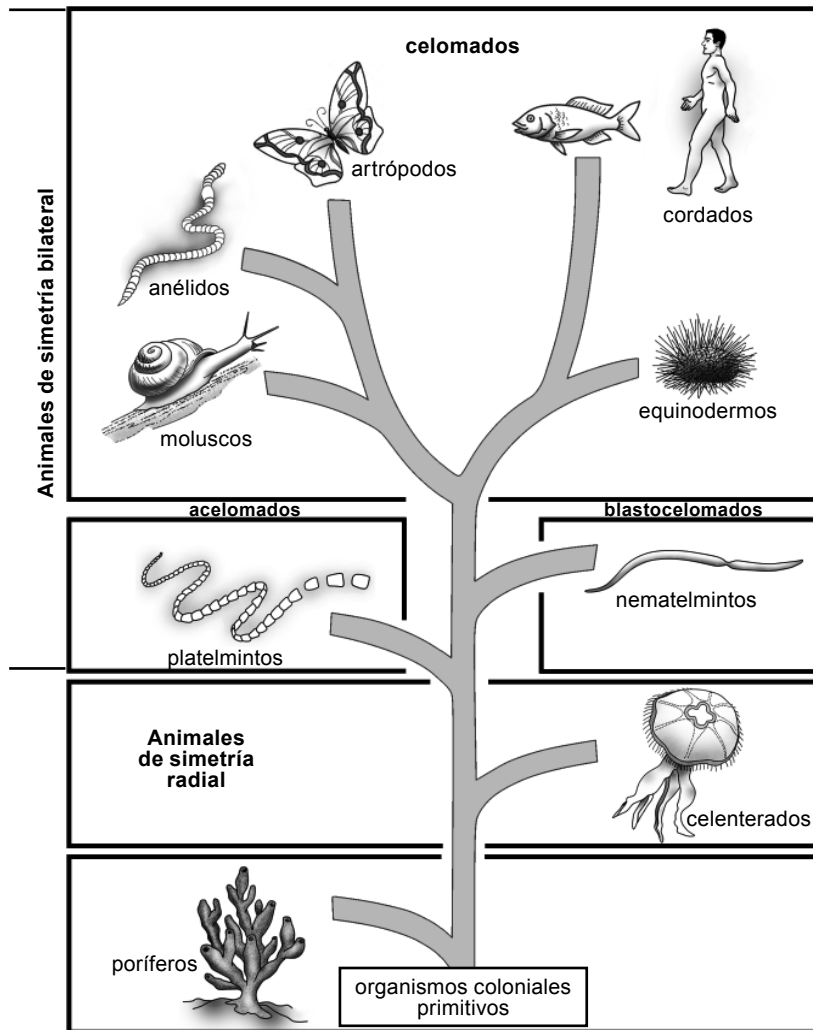 celomados
artrópodos
cordados
anélidos
Animales de simetría bilateral
moluscos
equinodermos
acelomados
blastocelomados
nematelmintos
platelmintos
Animales
de simetría
radial
celenterados
poríferos
organismos coloniales
primitivos